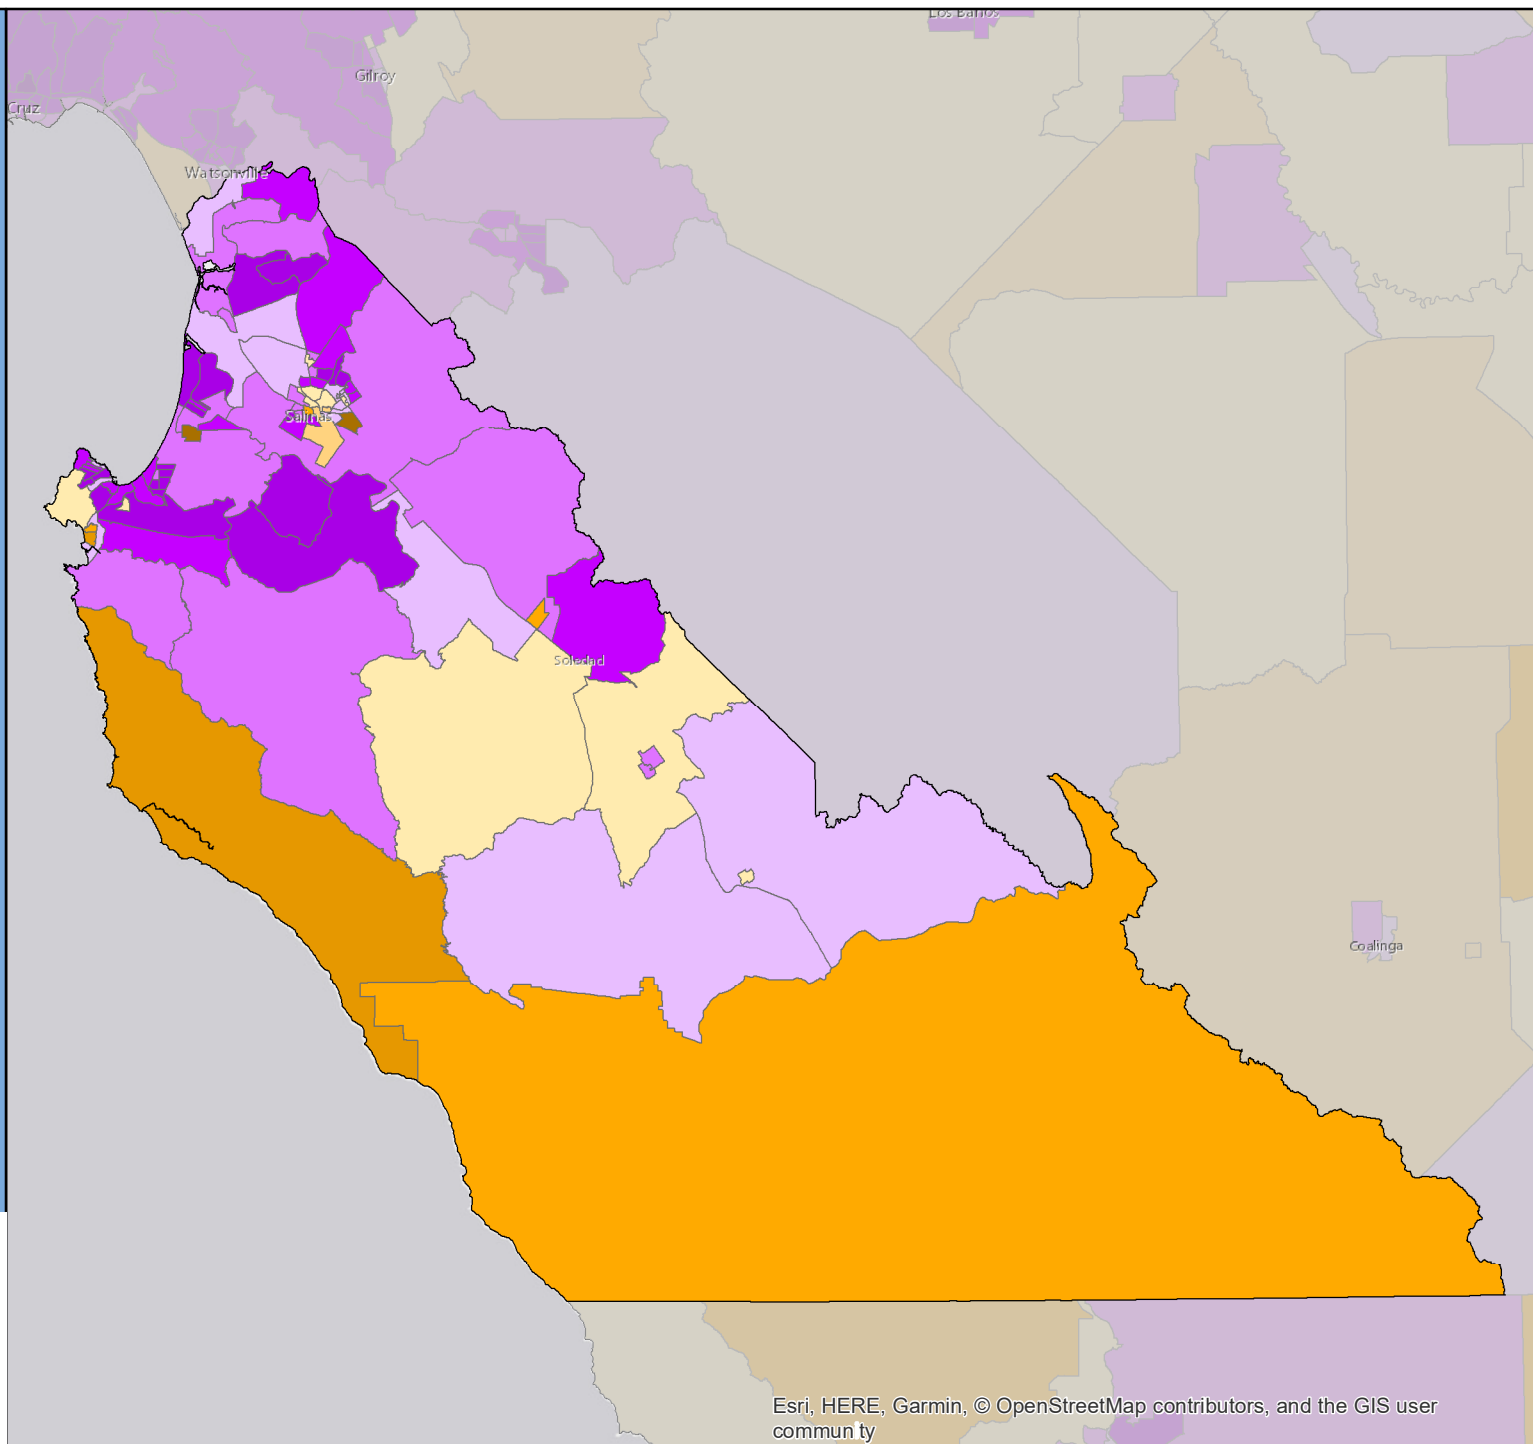 Los Banos
Gilroy
Cruz
Watsonville
Salinas
Soledad
Coalinga
Esri, HERE, Garmin, © OpenStreetMap contributors, and the GIS user
community